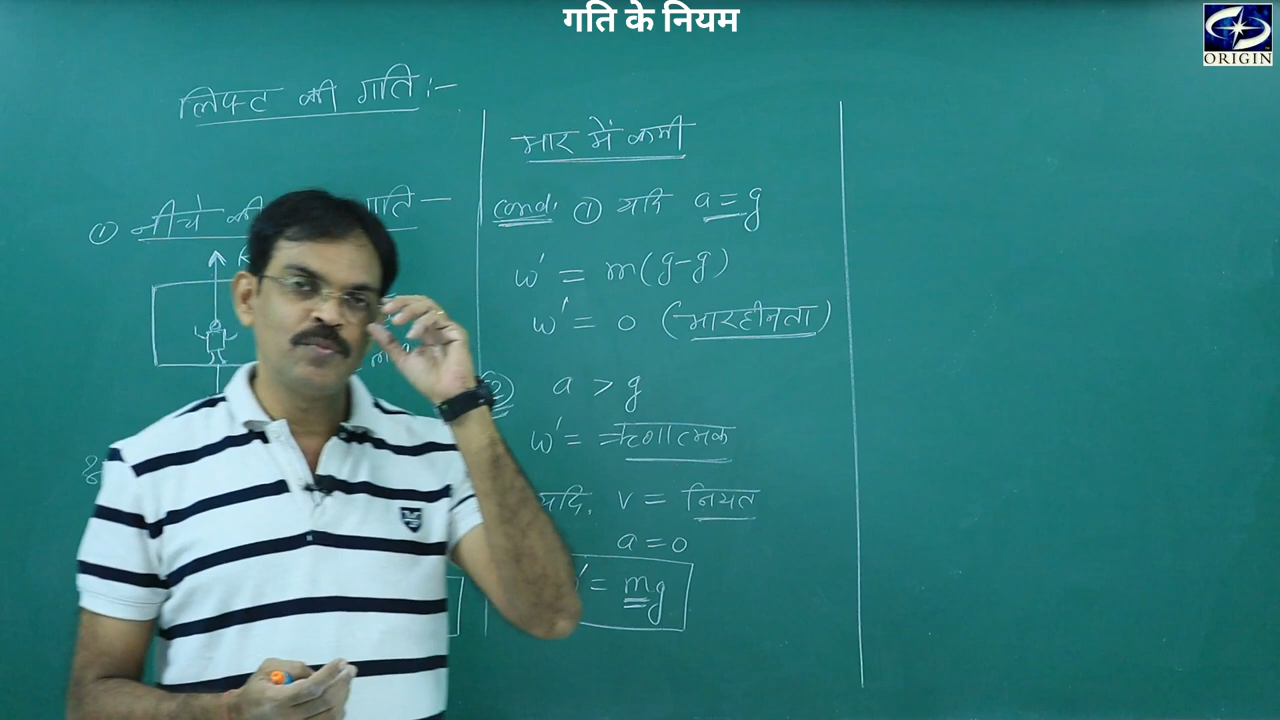 गति के नियम
ORIGIN
लिफ्ट की गति :-
① नीचे की गति -
भार में कमी
cond. ① यदि a = g
w' = m(g-g)
w' = 0 (भारहीनता)
② a > g
w' = ऋणात्मक
यदि, v = नियत
a = 0
' = mg